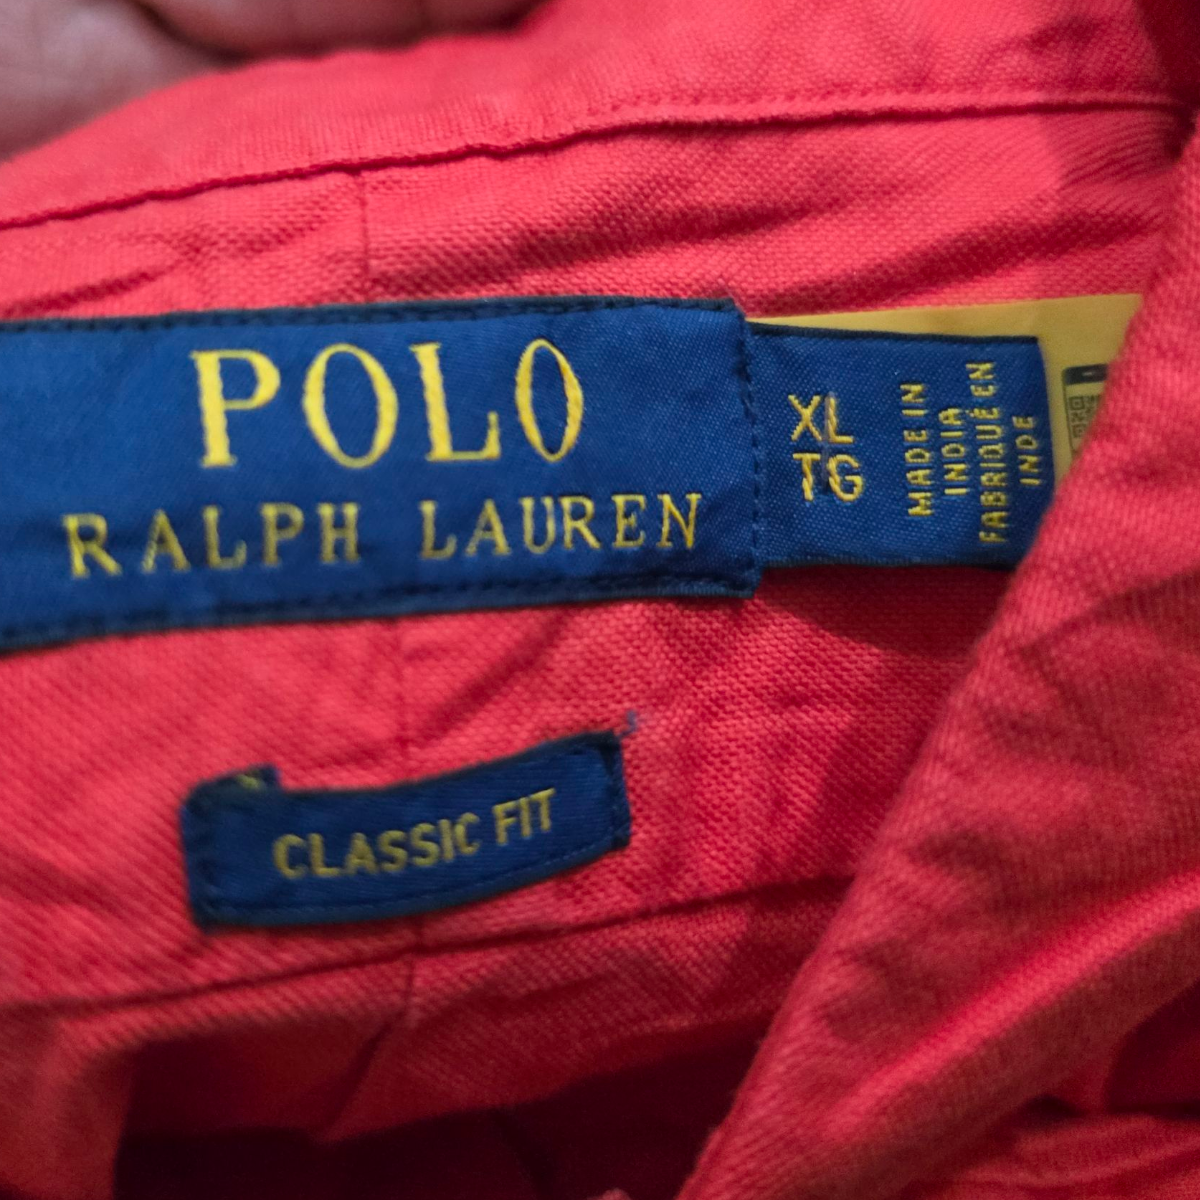 POLO
RALPH LAUREN
XL
TG
MADE IN
INDIA
FABRIQUÉ EN
INDE
CLASSIC FIT